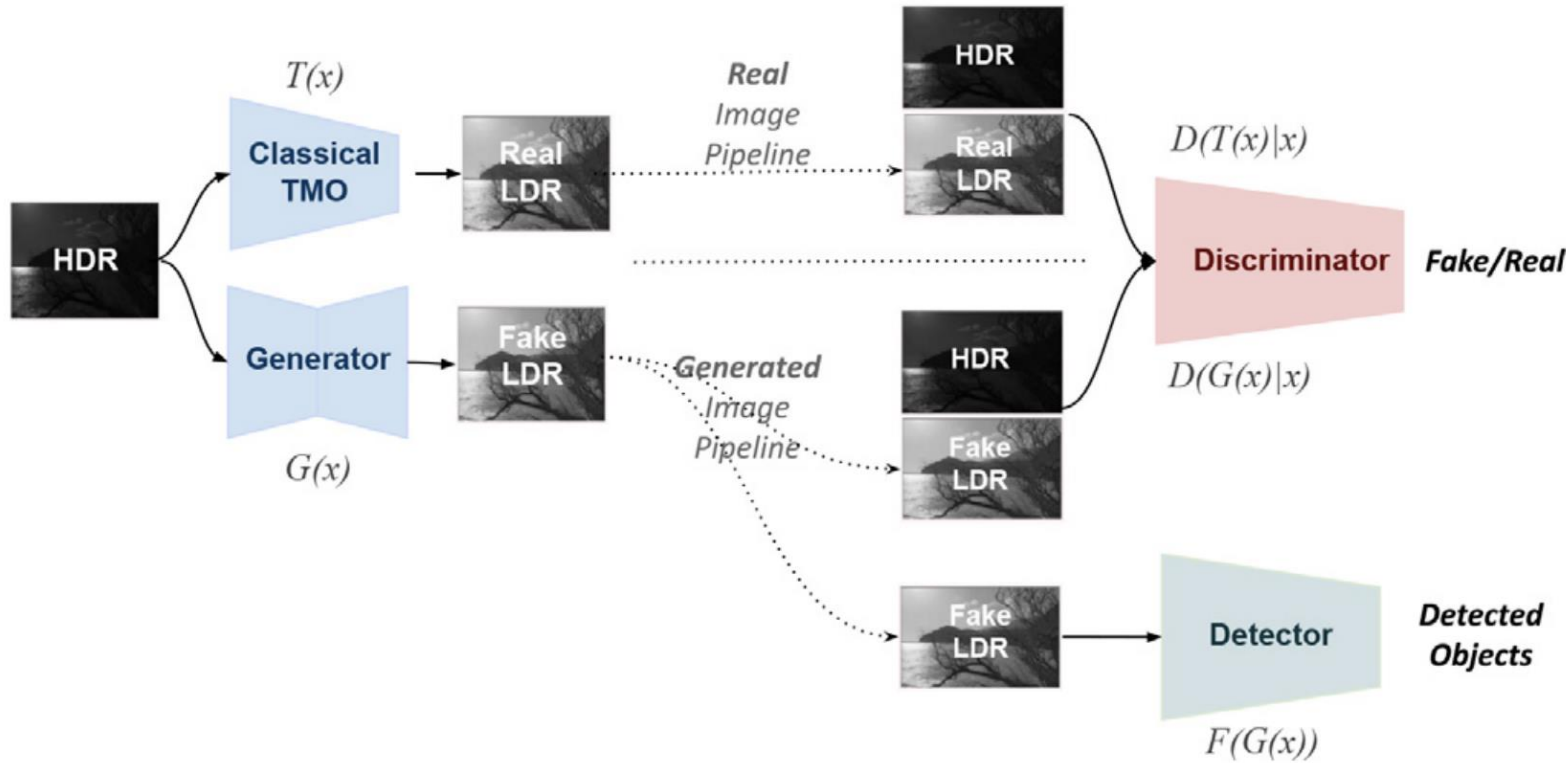 HDR
T(x)
Classical
TMO
Real
LDR
Real
Image
Pipeline
HDR
Real
LDR
D(T(x)|x)
Discriminator
Fake/Real
D(G(x)|x)
Generator
G(x)
Fake
LDR
Generated
Image
Pipeline
HDR
Fake
LDR
Fake
LDR
Detector
F(G(x))
Detected
Objects